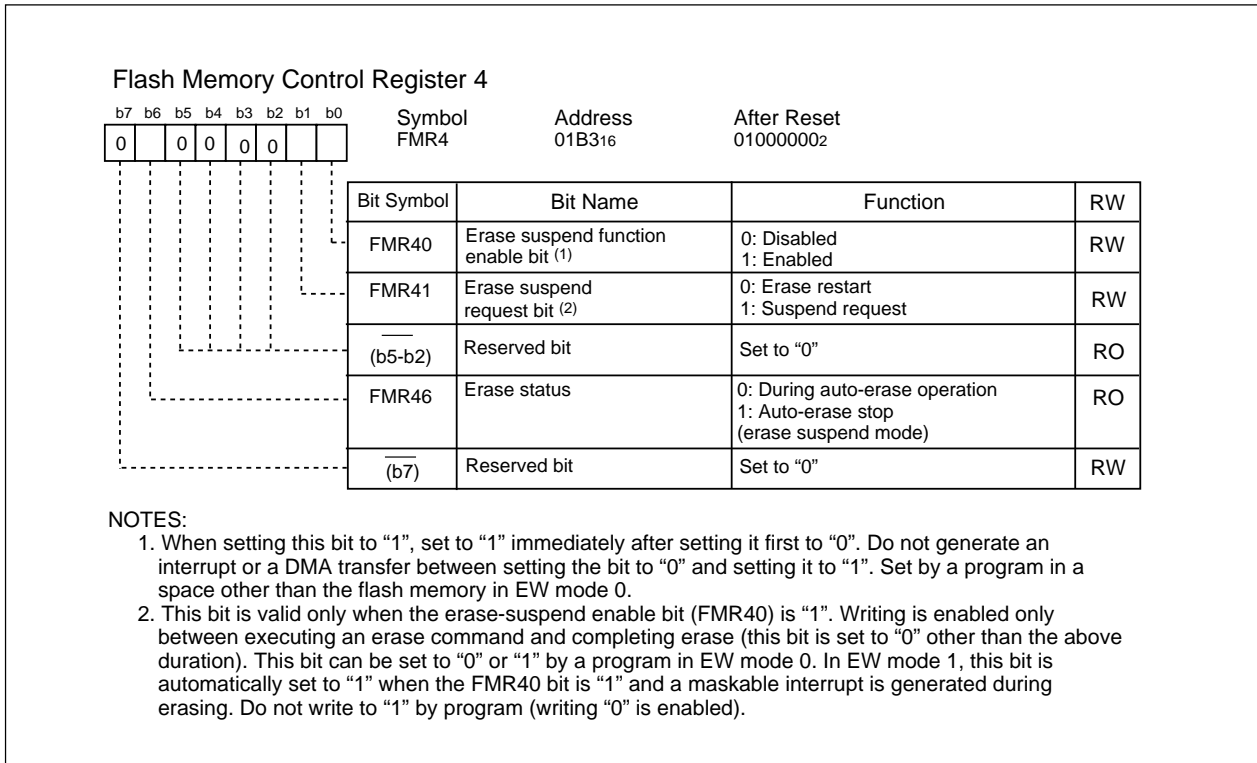 Flash Memory Control Register 4
b7 b6 b5 b4 b3 b2 b1 b0
0 0 0 0 0
Symbol Address After Reset
FMR4 01B316 010000002
Bit Symbol Bit Name Function RW
FMR40 Erase suspend function enable bit (1) 0: Disabled RW
1: Enabled
FMR41 Erase suspend request bit (2) 0: Erase restart RW
1: Suspend request
(b5-b2) Reserved bit Set to “0” RO
FMR46 Erase status 0: During auto-erase operation RO
1: Auto-erase stop
(erase suspend mode)
(b7) Reserved bit Set to “0” RW
NOTES:
1. When setting this bit to “1”, set to “1” immediately after setting it first to “0”. Do not generate an
interrupt or a DMA transfer between setting the bit to “0” and setting it to “1”. Set by a program in a
space other than the flash memory in EW mode 0.
2. This bit is valid only when the erase-suspend enable bit (FMR40) is “1”. Writing is enabled only
between executing an erase command and completing erase (this bit is set to “0” other than the above
duration). This bit can be set to “0” or “1” by a program in EW mode 0. In EW mode 1, this bit is
automatically set to “1” when the FMR40 bit is “1” and a maskable interrupt is generated during
erasing. Do not write to “1” by program (writing “0” is enabled).